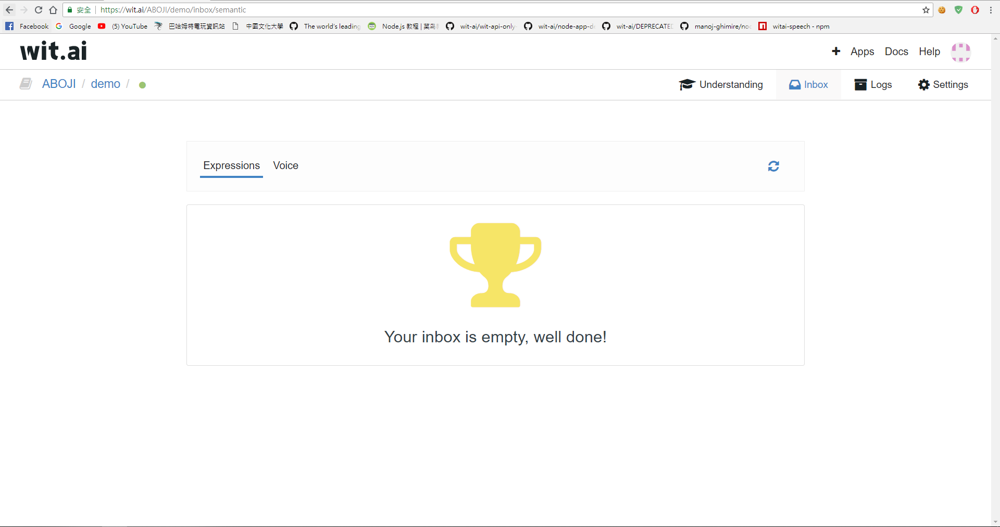 安全 https://wit.ai/ABOJI/demo/inbox/semantic
Facebook Google (5) YouTube 巴哈姆特電玩資訊站 中國文化大學 The world's leading Node.js 教程 | 菜鸟 wit-ai/wit-api-only wit-ai/node-app-d wit-ai/DEPRECATED manoj-ghimire/noc witai-speech - npm
wit.ai
Apps Docs Help
ABOJI / demo /
Understanding Inbox Logs Settings
Expressions Voice
Your inbox is empty, well done!